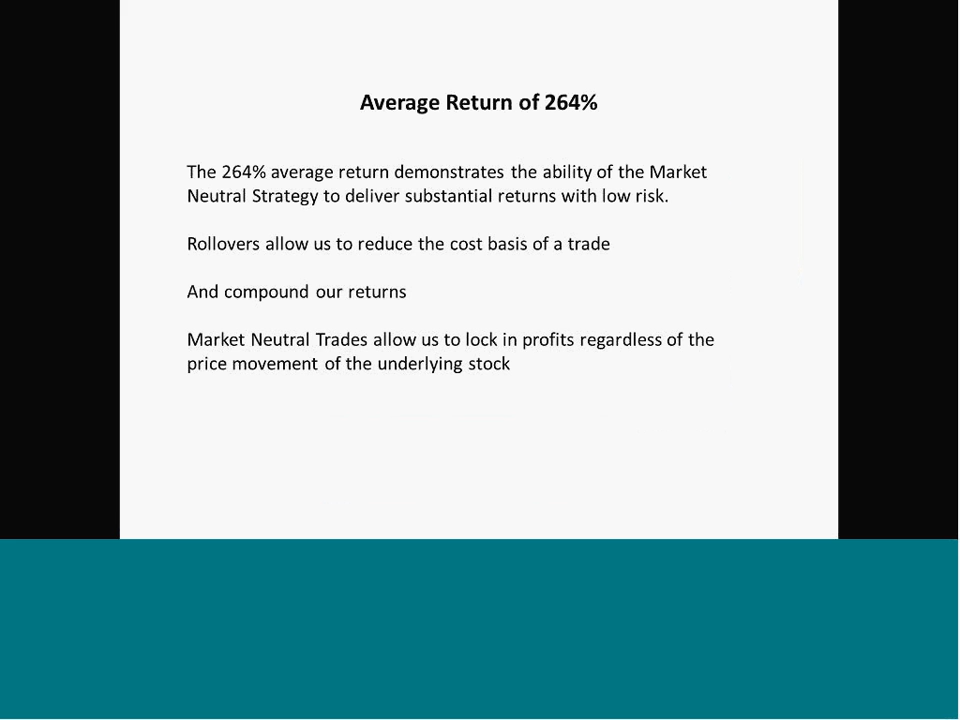 Average Return of 264%
The 264% average return demonstrates the ability of the Market
Neutral Strategy to deliver substantial returns with low risk.
Rollovers allow us to reduce the cost basis of a trade
And compound our returns
Market Neutral Trades allow us to lock in profits regardless of the
price movement of the underlying stock